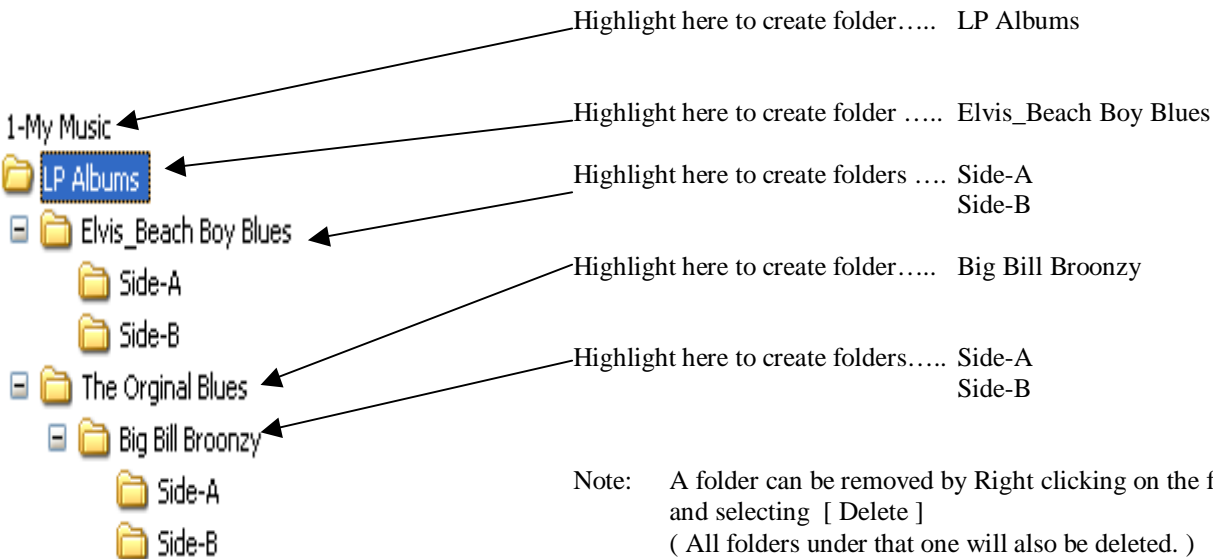 Highlight here to create folder….. LP Albums
1-My Music
Highlight here to create folder ….. Elvis_Beach Boy Blues
LP Albums
Highlight here to create folders …. Side-A
Side-B
Elvis_Beach Boy Blues
Side-A
Highlight here to create folder….. Big Bill Broonzy
Side-B
Highlight here to create folders….. Side-A
Side-B
The Orginal Blues
Big Bill Broonzy
Side-A
Side-B
Note: A folder can be removed by Right clicking on the
and selecting [ Delete ]
( All folders under that one will also be deleted. )